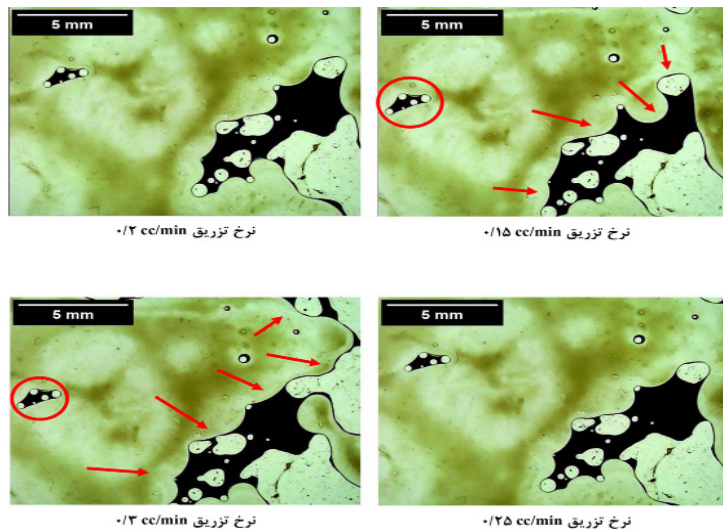 5 mm
5 mm
نرخ تزریق ۰/۱۵ cc/min
نرخ تزریق ۰/۲ cc/min
5 mm
5 mm
نرخ تزریق ۰/۲۵ cc/min
نرخ تزریق ۰/۳ cc/min